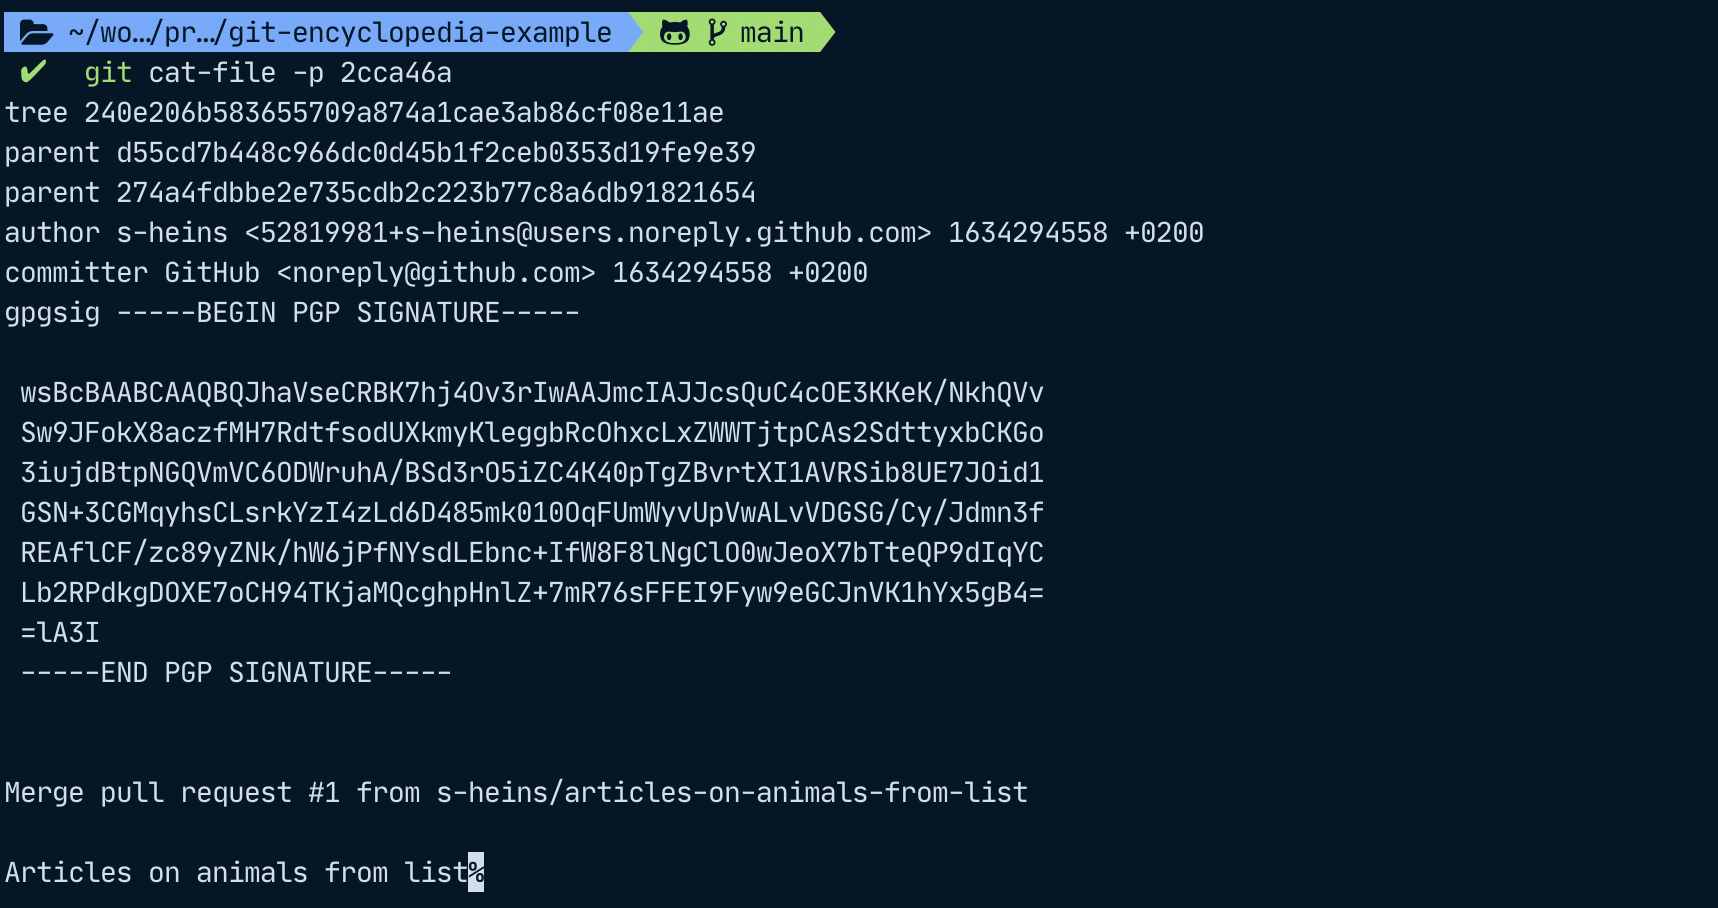 ~/wo…/pr…/git-encyclopedia-example main
✔ git cat-file -p 2cca46a
tree 240e206b583655709a874a1cae3ab86cf08e11ae
parent d55cd7b448c966dc0d45b1f2ceb0353d19fe9e39
parent 274a4fdbbe2e735cdb2c223b77c8a6db91821654
author s-heins <52819981+s-heins@users.noreply.github.com> 1634294558 +0200
committer GitHub <noreply@github.com> 1634294558 +0200
gpgsig -----BEGIN PGP SIGNATURE-----
wsBcBAABCAAQBQJhaVseCRBK7hj4Ov3rIwAAJmcIAJJcsQuC4cOE3KKeK/NkhQVv
Sw9JFokX8aczfMH7RdtfsodUXkmyKleggbRcOhxcLxZWWTjtpCAs2SdttyxbCKGo
3iujdBtpNGQVmVC6ODWruhA/BSd3rO5iZC4K40pTgZBvrtXI1AVRSib8UE7JOid1
GSN+3CGMqyhsCLsrkYzI4zLd6D485mk010OqFUmWyvUpVwALvVDGSG/Cy/Jdmn3f
REAflCF/zc89yZNk/hW6jPfNYsdLEbnc+IfW8F8lNgClO0wJeoX7bTteQP9dIqYC
Lb2RPdkgDOXE7oCH94TKjaMQcghpHnlZ+7mR76sFFEI9Fyw9eGCJnVK1hYx5gB4=
=lA3I
-----END PGP SIGNATURE-----
Merge pull request #1 from s-heins/articles-on-animals-from-list
Articles on animals from list%